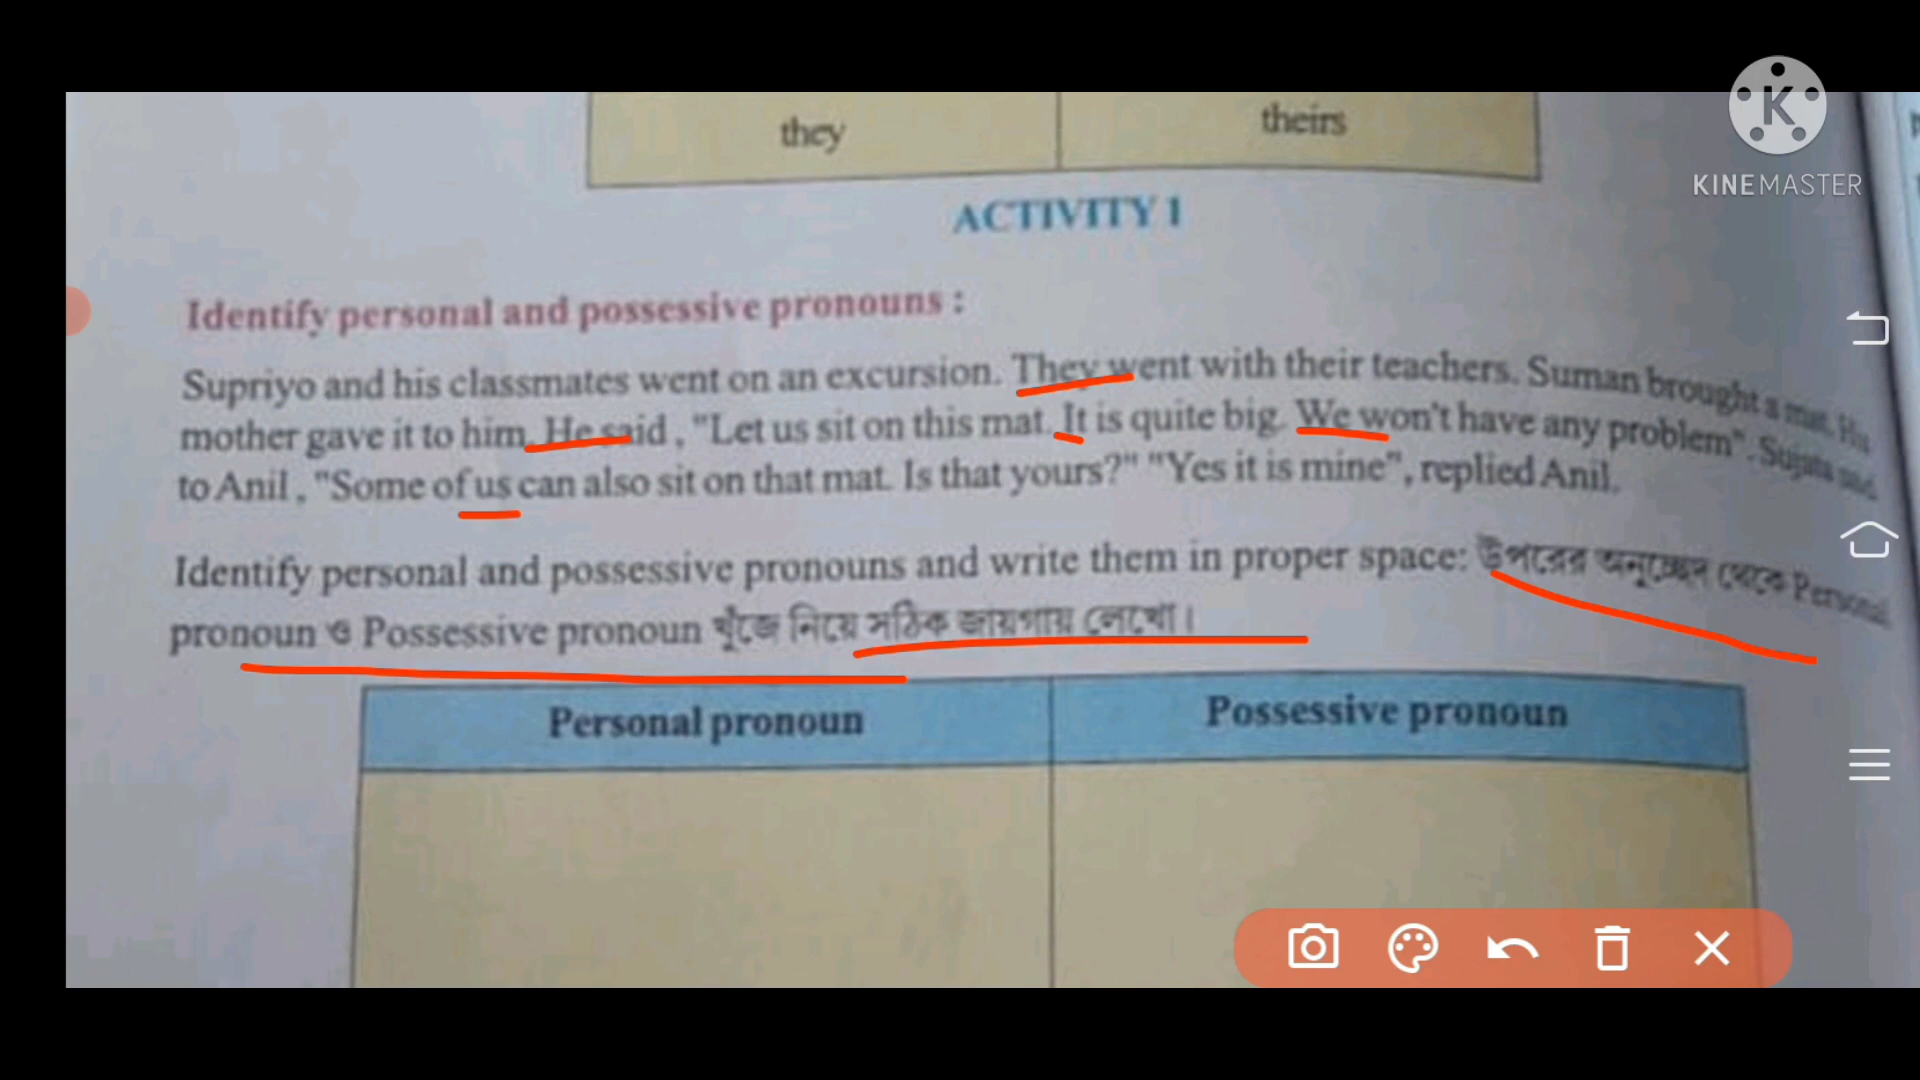 they theirs
KINEMASTER
ACTIVITY 1
Identify personal and possessive pronouns :
Supriyo and his classmates went on an excursion. They went with their teachers. Suman brought a mat. His
mother gave it to him. He said , "Let us sit on this mat. It is quite big. We won't have any problem". Sujata said
to Anil , "Some of us can also sit on that mat. Is that yours?" "Yes it is mine", replied Anil.
Identify personal and possessive pronouns and write them in proper space: উপরের অনুচ্ছেদ থেকে Personal
pronoun ও Possessive pronoun খুঁজে নিয়ে সঠিক জায়গায় লেখো।
Personal pronoun Possessive pronoun